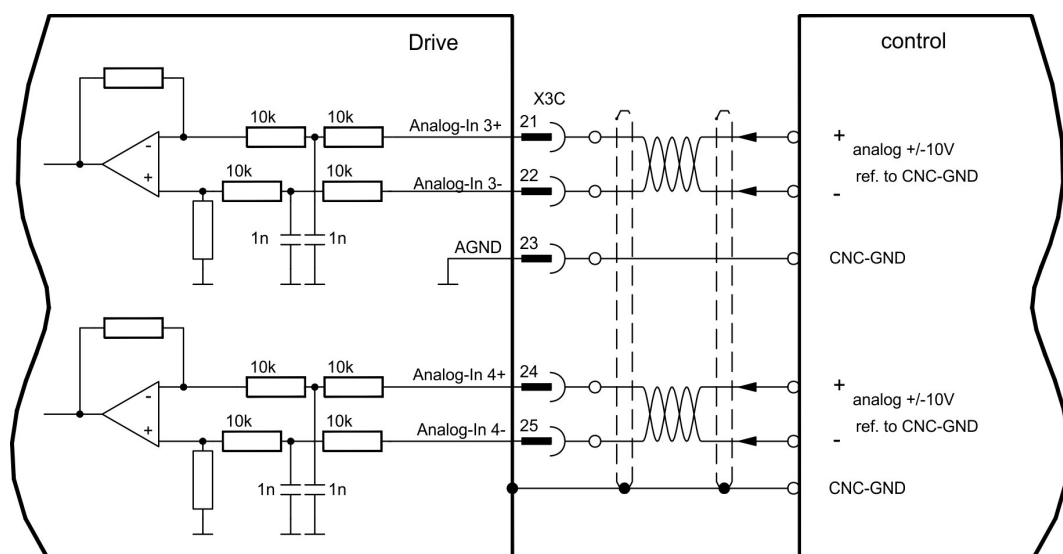 Drive
control
X3C
10k
10k
Analog-In 3+
21
+
-
analog +/-10V
+
10k
10k
Analog-In 3-
22
ref. to CNC-GND
-
1n
1n
AGND
23
CNC-GND
10k
10k
Analog-In 4+
24
+
-
analog +/-10V
+
10k
10k
Analog-In 4-
25
ref. to CNC-GND
-
1n
1n
CNC-GND